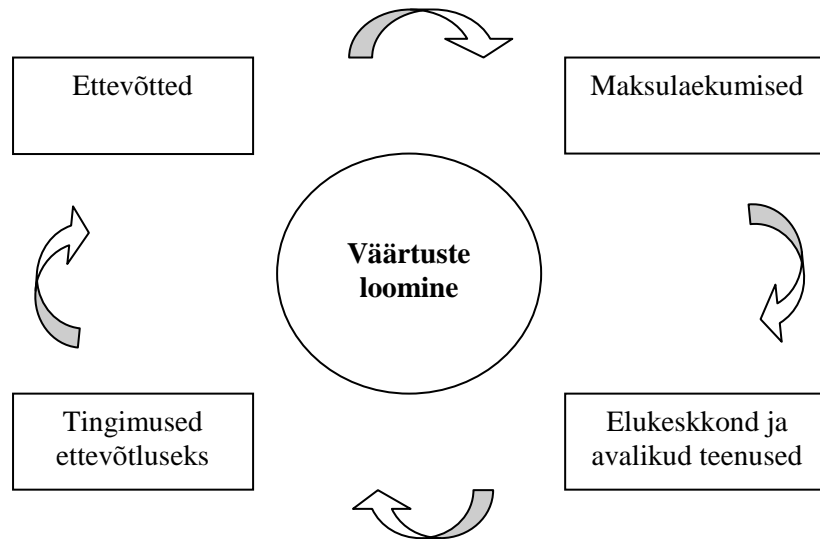 Ettevõtted
Maksulaekumised
Väärtuste
loomine
Tingimused
ettevõtluseks
Elukeskkond ja
avalikud teenused